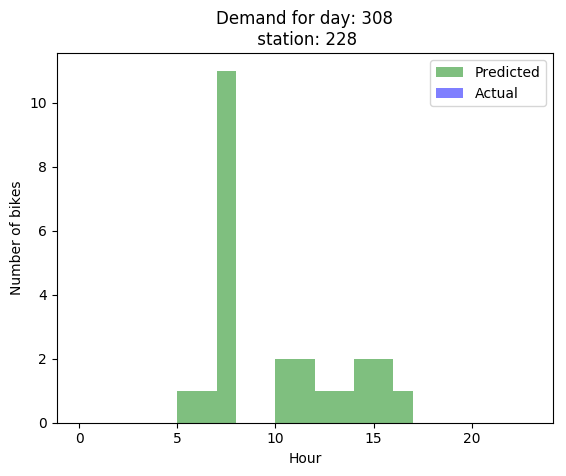 Demand for day: 308
station: 228
Predicted
Actual
Number of bikes
10
8
6
4
2
0
0 5 10 15 20
Hour